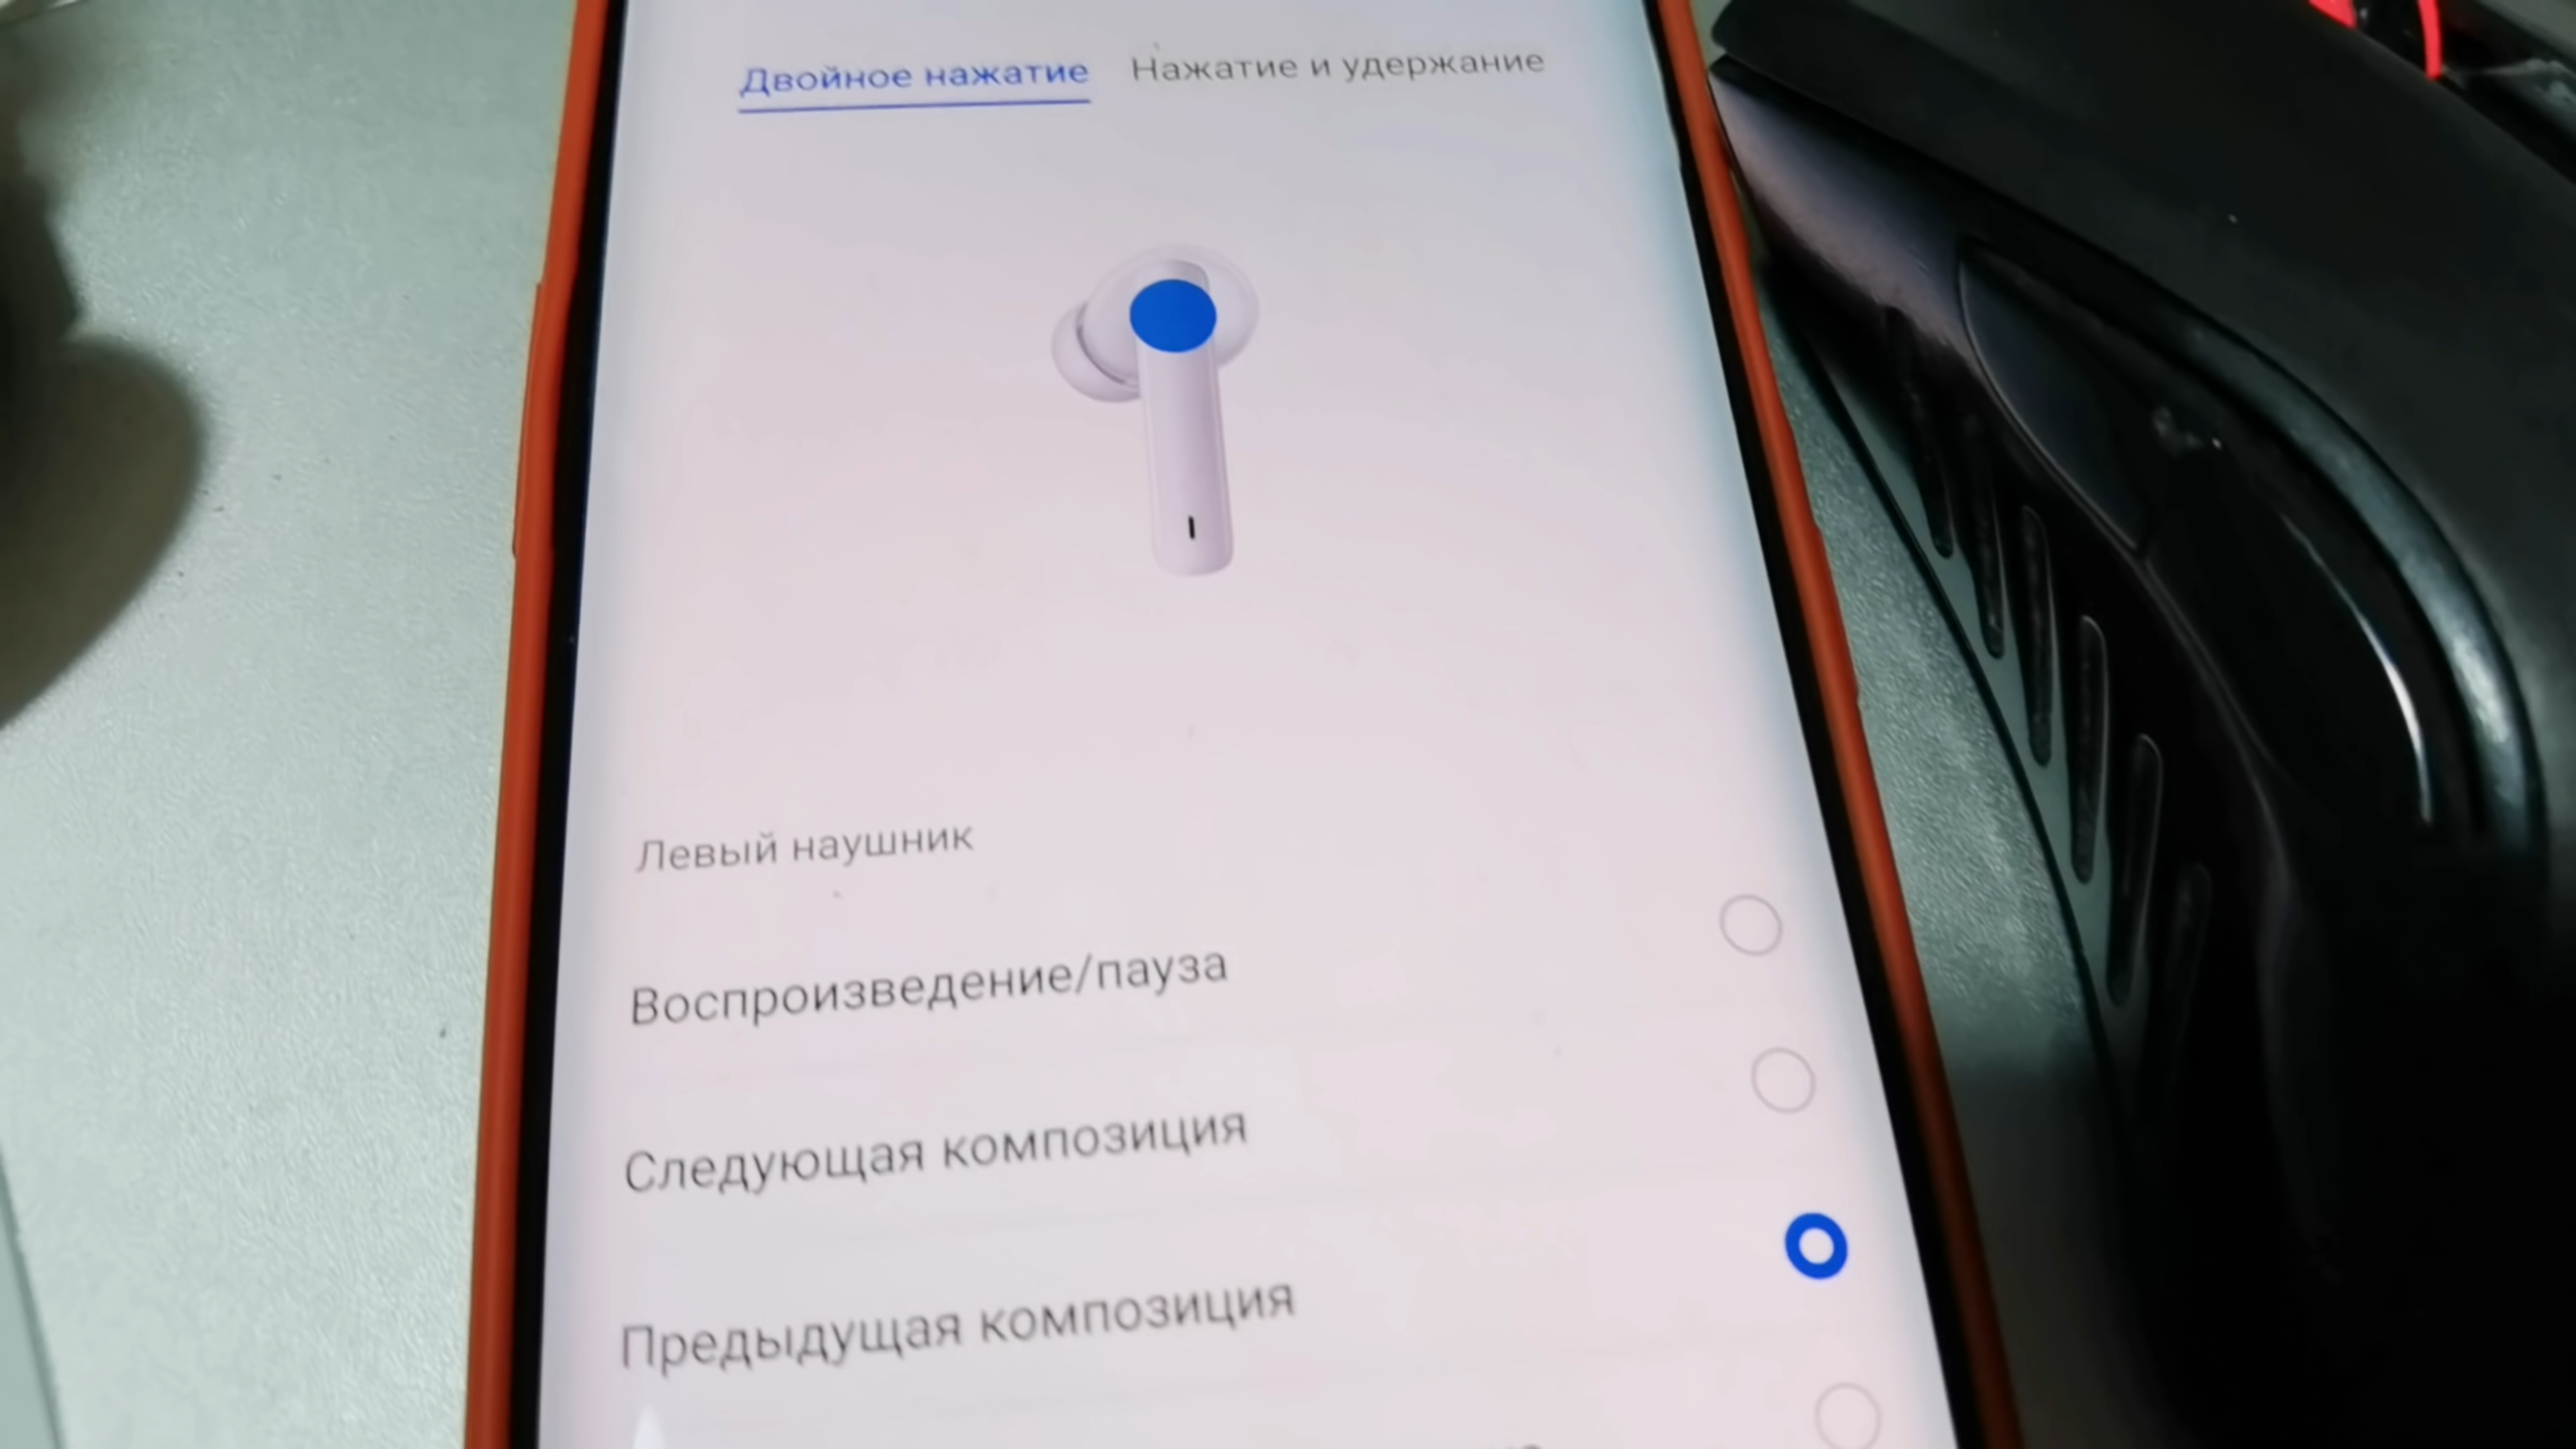 Двойное нажатие Нажатие и удержание
Левый наушник
Воспроизведение/пауза
Следующая композиция
Предыдущая композиция